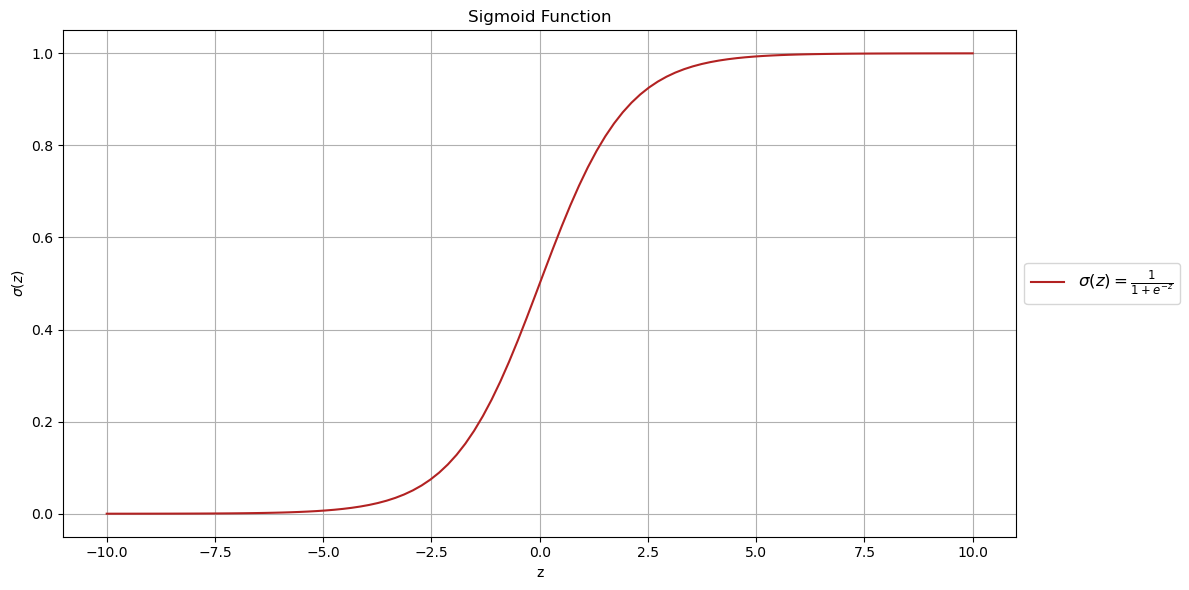 Sigmoid Function
1.0
0.8
0.6
0.4
0.2
0.0
σ(z)
−10.0 −7.5 −5.0 −2.5 0.0 2.5 5.0 7.5 10.0
z
σ(z) = 1/(1 + e^{−z})